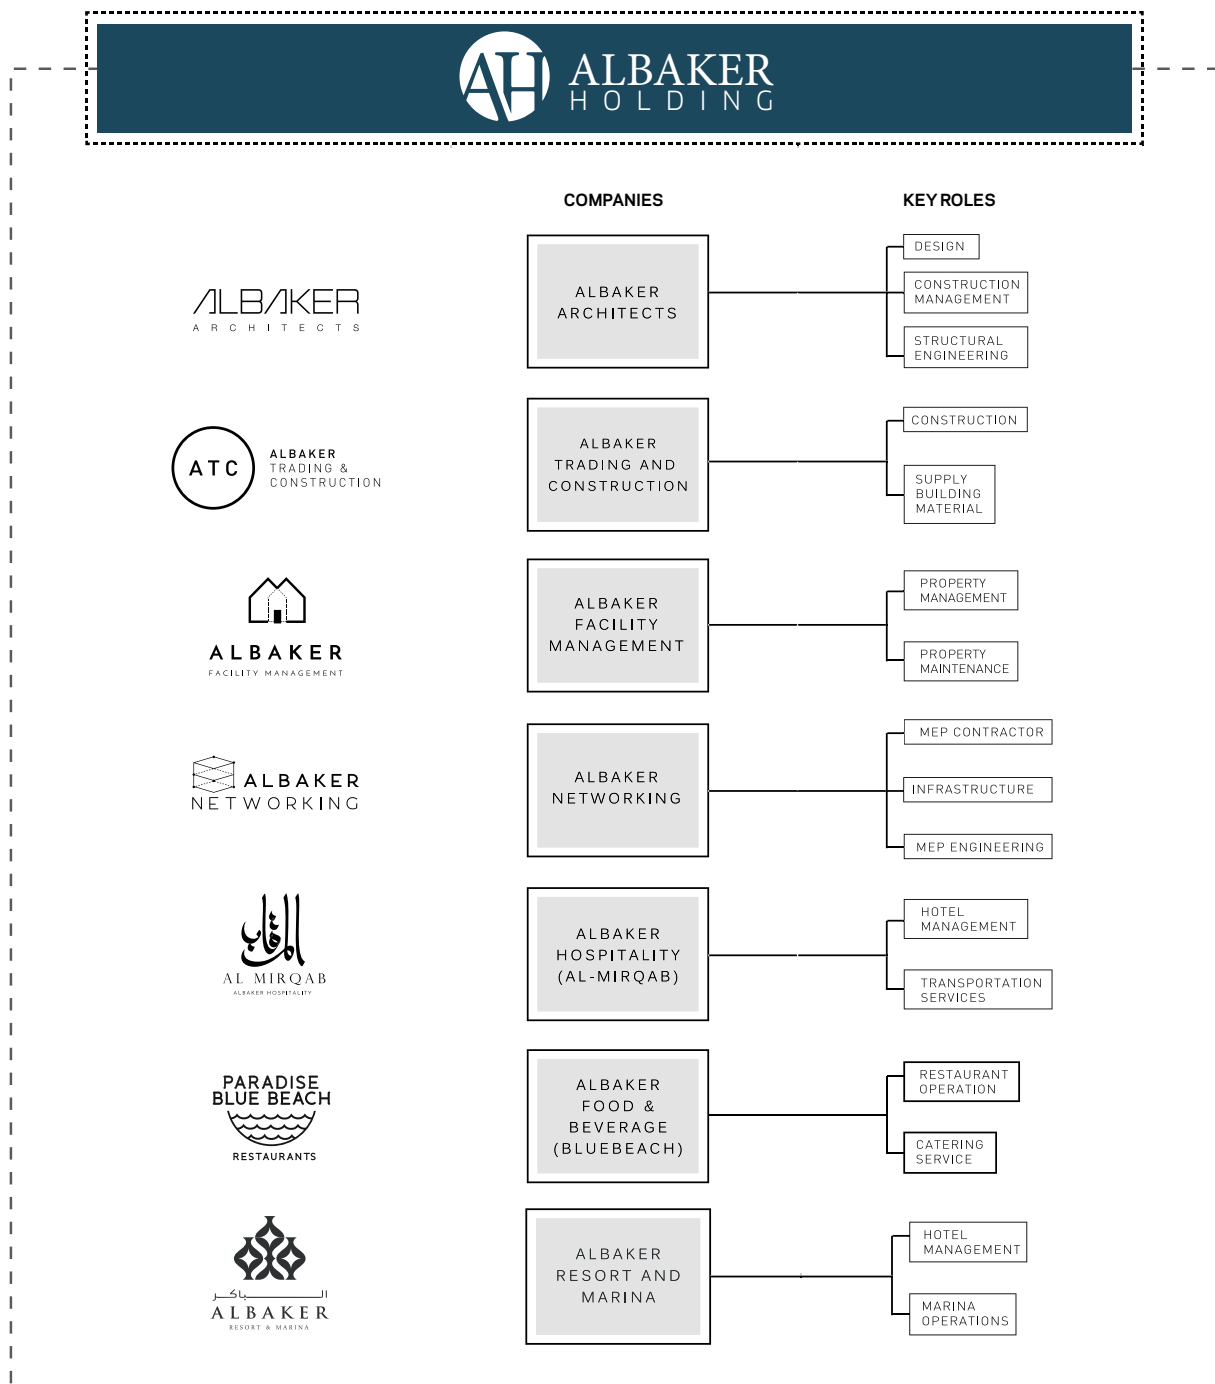 AH ALBAKER
HOLDING
COMPANIES
KEY ROLES
ALBAKER
ARCHITECTS
ALBAKER
ARCHITECTS
DESIGN
CONSTRUCTION
MANAGEMENT
STRUCTURAL
ENGINEERING
ATC
ALBAKER
TRADING &
CONSTRUCTION
ALBAKER
TRADING AND
CONSTRUCTION
CONSTRUCTION
SUPPLY
BUILDING
MATERIAL
ALBAKER
FACILITY MANAGEMENT
ALBAKER
FACILITY
MANAGEMENT
PROPERTY
MANAGEMENT
PROPERTY
MAINTENANCE
ALBAKER
NETWORKING
ALBAKER
NETWORKING
MEP CONTRACTOR
INFRASTRUCTURE
MEP ENGINEERING
المرقاب
AL MIRQAB
ALBAKER HOSPITALITY
ALBAKER
HOSPITALITY
(AL-MIRQAB)
HOTEL
MANAGEMENT
TRANSPORTATION
SERVICES
PARADISE
BLUE BEACH
RESTAURANTS
ALBAKER
FOOD &
BEVERAGE
(BLUEBEACH)
RESTAURANT
OPERATION
CATERING
SERVICE
الباكر
ALBAKER
RESORT & MARINA
ALBAKER
RESORT AND
MARINA
HOTEL
MANAGEMENT
MARINA
OPERATIONS